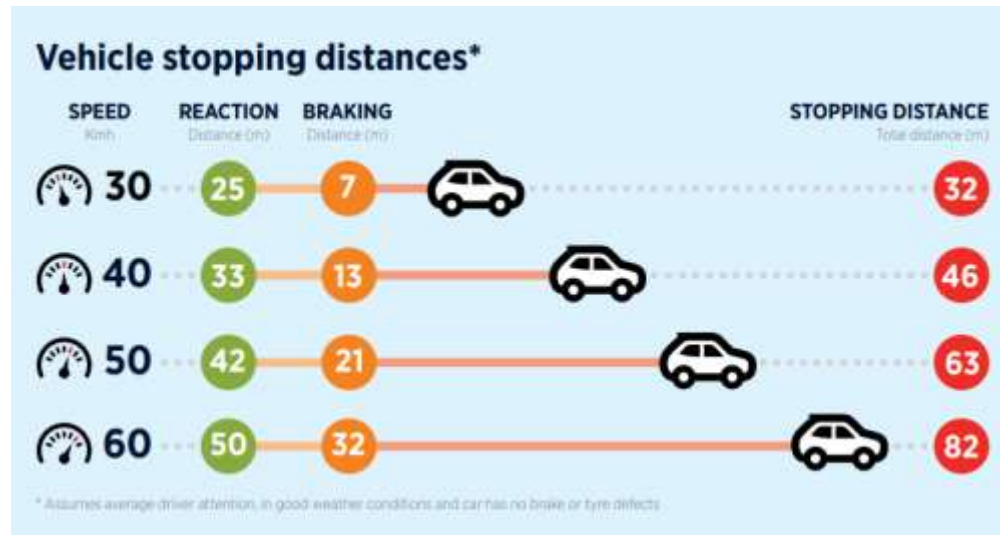 Vehicle stopping distances*
SPEED REACTION BRAKING STOPPING DISTANCE
Kmh Distance (m) Distance (m) Total distance (m)
30 25 7 32
40 33 13 46
50 42 21 63
60 50 32 82
* Assumes average driver attention, in good weather conditions and car has no brake or tyre defects